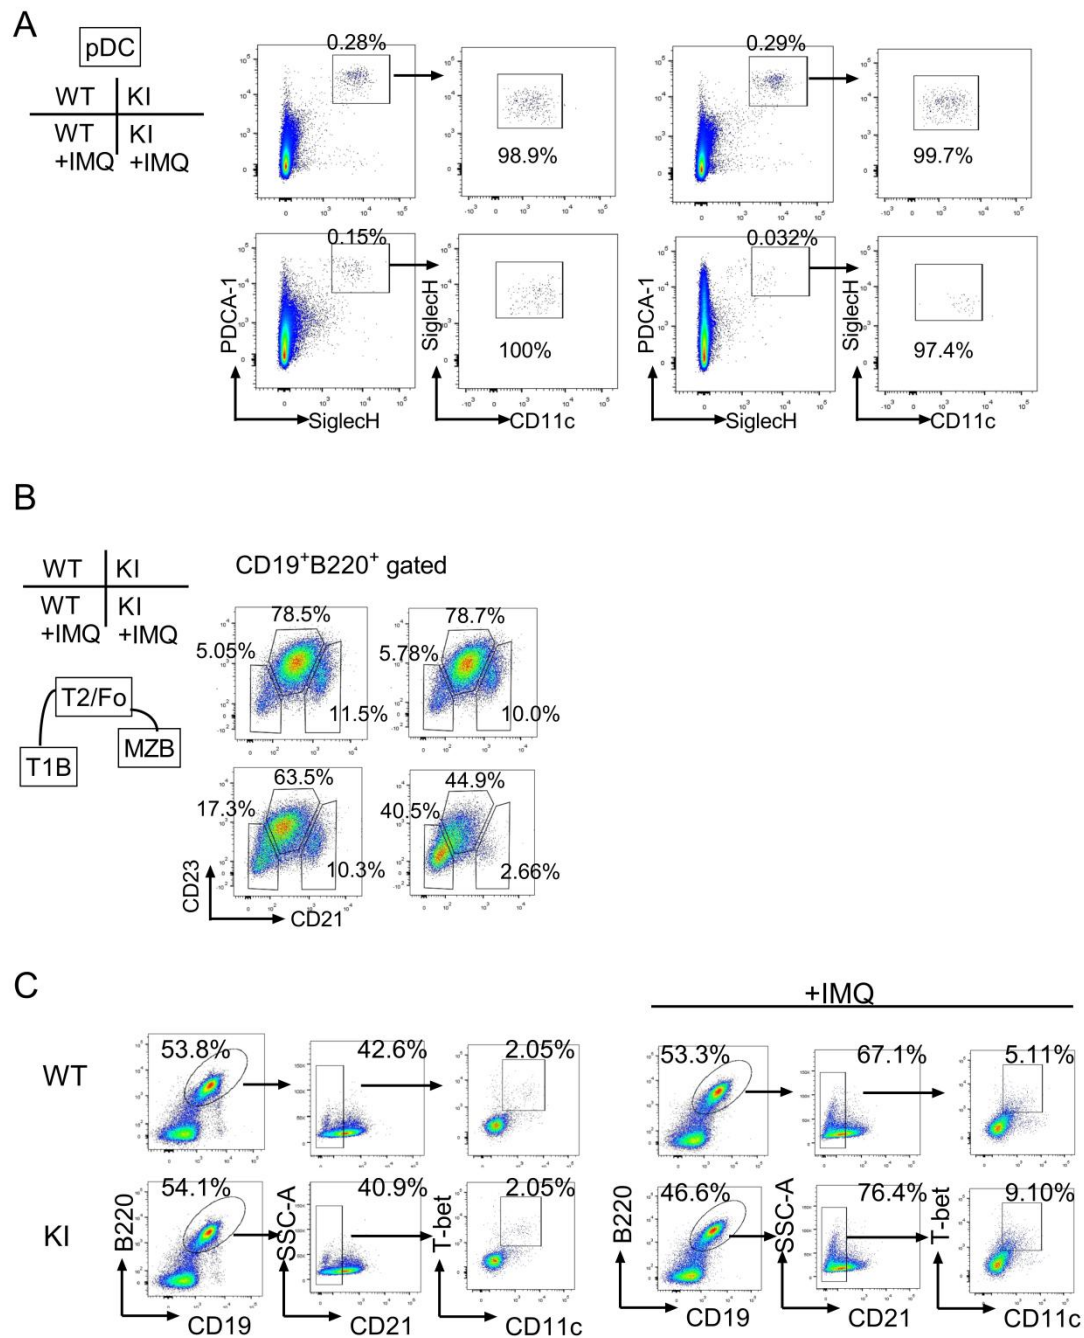 A
pDC
WT KI
WT KI
+IMQ +IMQ
0.28% 0.29%
98.9% 99.7%
0.15% 0.032%
100% 97.4%
PDCA-1 SiglecH PDCA-1 SiglecH
SiglecH CD11c SiglecH CD11c
B
WT KI
WT KI
+IMQ +IMQ
T2/Fo
T1B MZB
CD19⁺B220⁺ gated
78.5% 78.7%
5.05% 5.78%
11.5% 10.0%
63.5% 44.9%
17.3% 40.5%
10.3% 2.66%
CD23
CD21
C
+IMQ
WT
53.8% 42.6% 2.05% 53.3% 67.1% 5.11%
KI
54.1% 40.9% 2.05% 46.6% 76.4% 9.10%
B220 SSC-A T-bet B220 SSC-A T-bet
CD19 CD21 CD11c CD19 CD21 CD11c